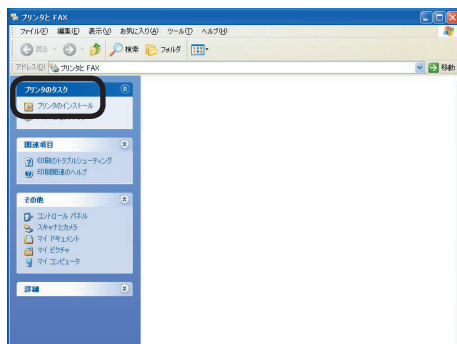 プリンタと FAX
ファイル(F) 編集(E) 表示(V) お気に入り(A) ツール(T) ヘルプ(H)
戻る 検索 フォルダ
アドレス(D) プリンタと FAX 移動
プリンタのタスク
プリンタのインストール
関連項目
印刷のトラブルシューティング
印刷関連のヘルプ
その他
コントロール パネル
スキャナとカメラ
マイ ドキュメント
マイ ピクチャ
マイ コンピュータ
詳細